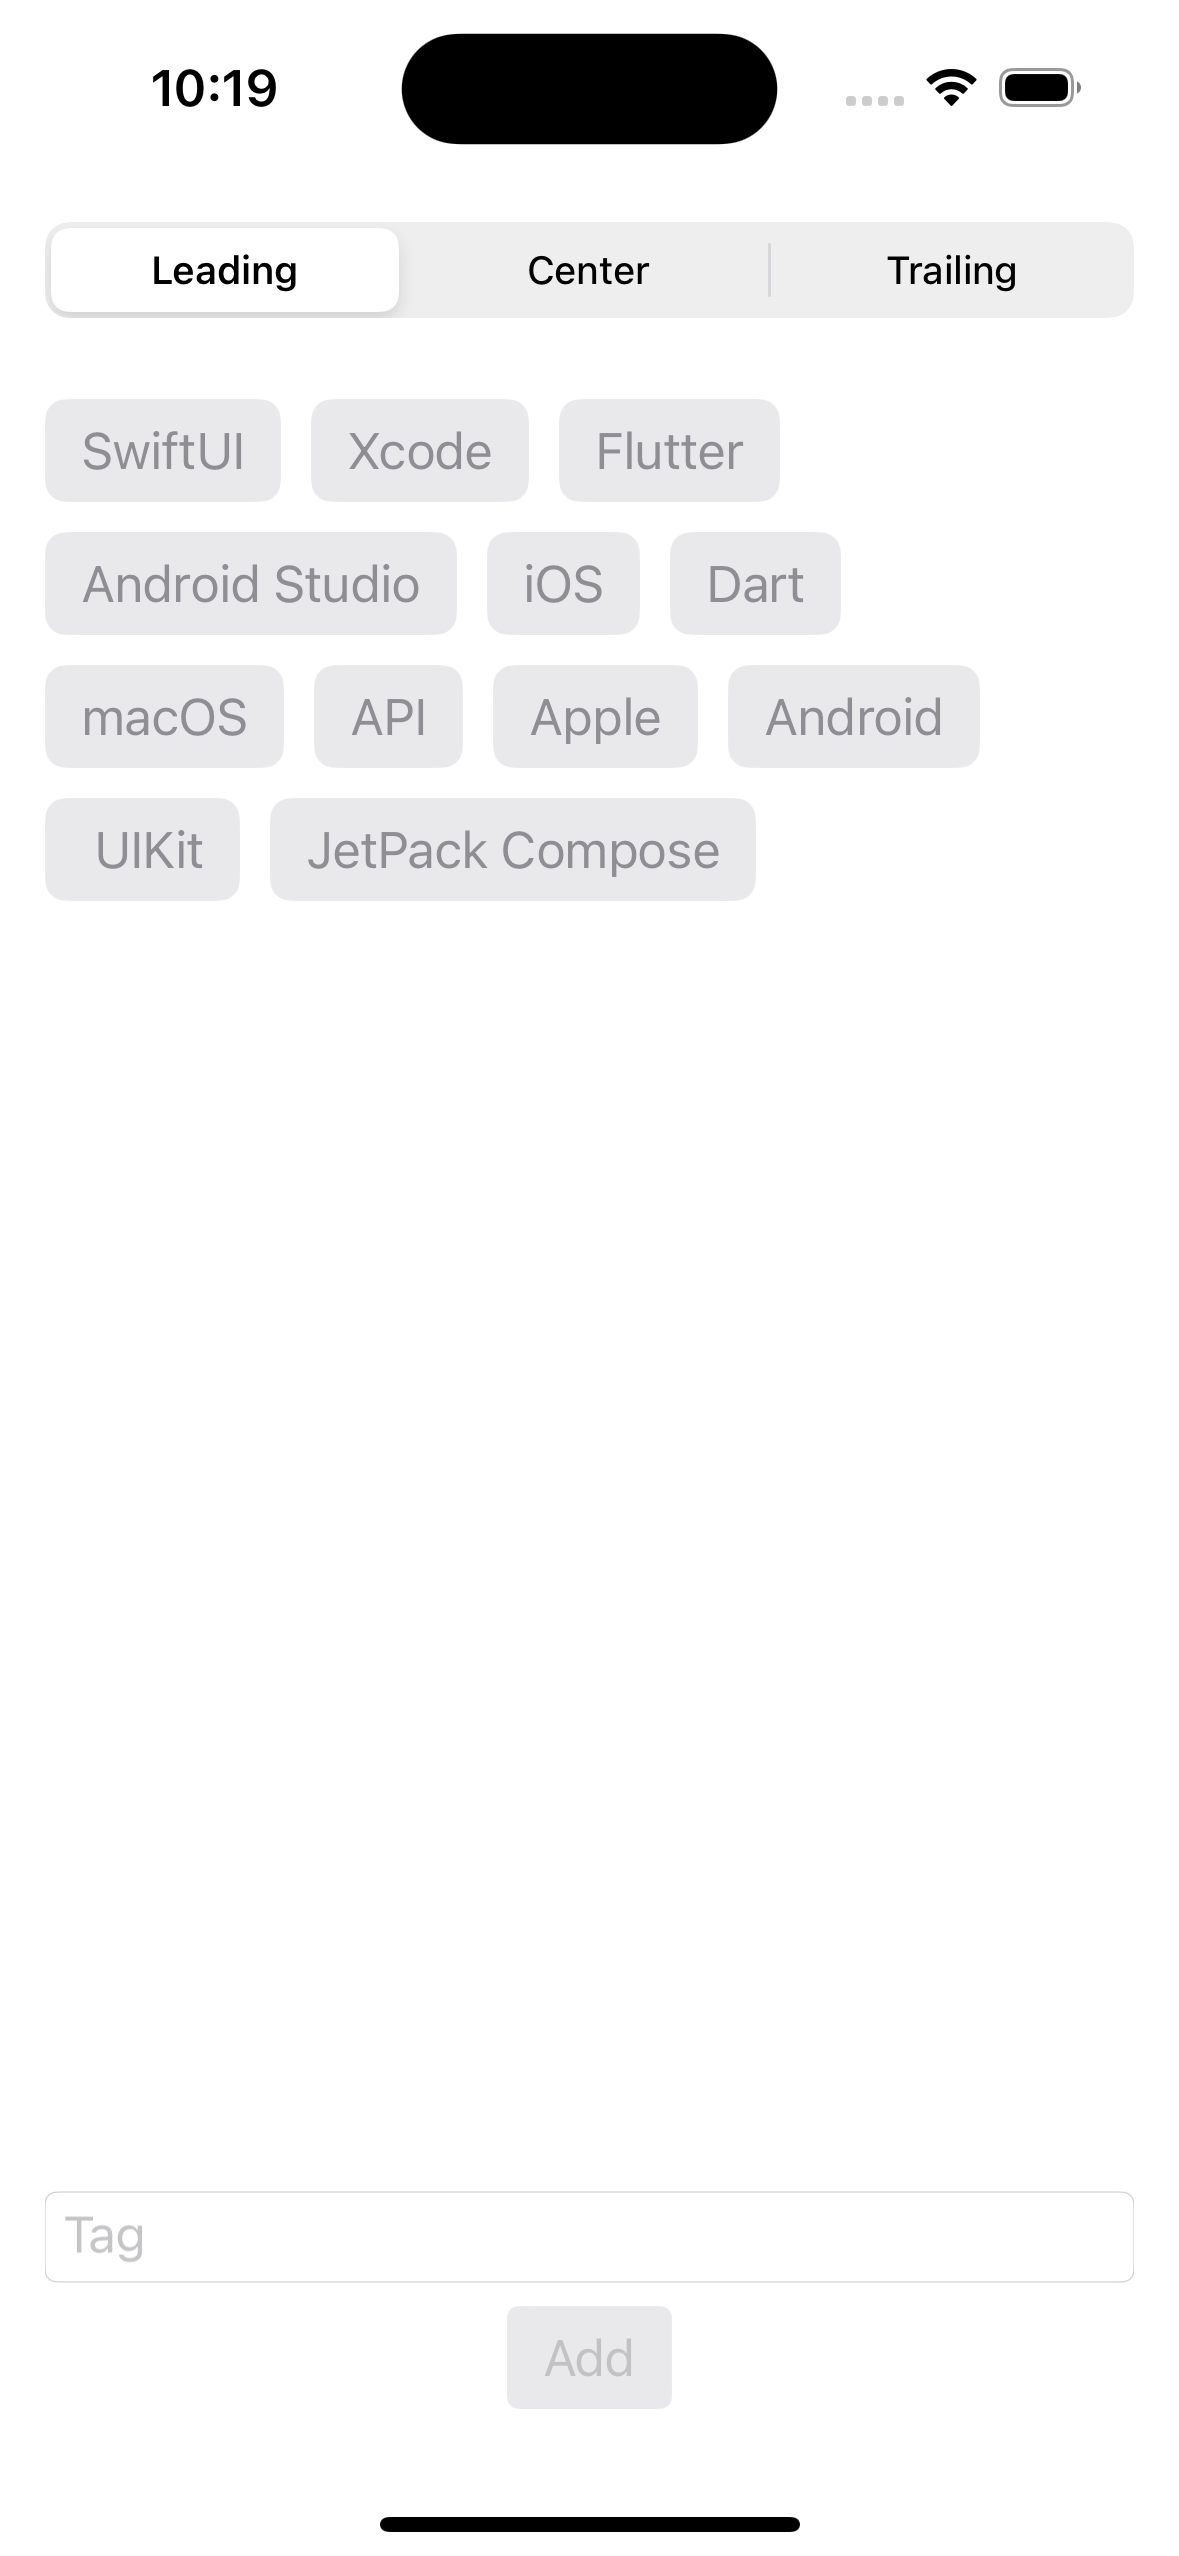 10:19
Leading Center Trailing
SwiftUI Xcode Flutter
Android Studio iOS Dart
macOS API Apple Android
UIKit JetPack Compose
Tag
Add